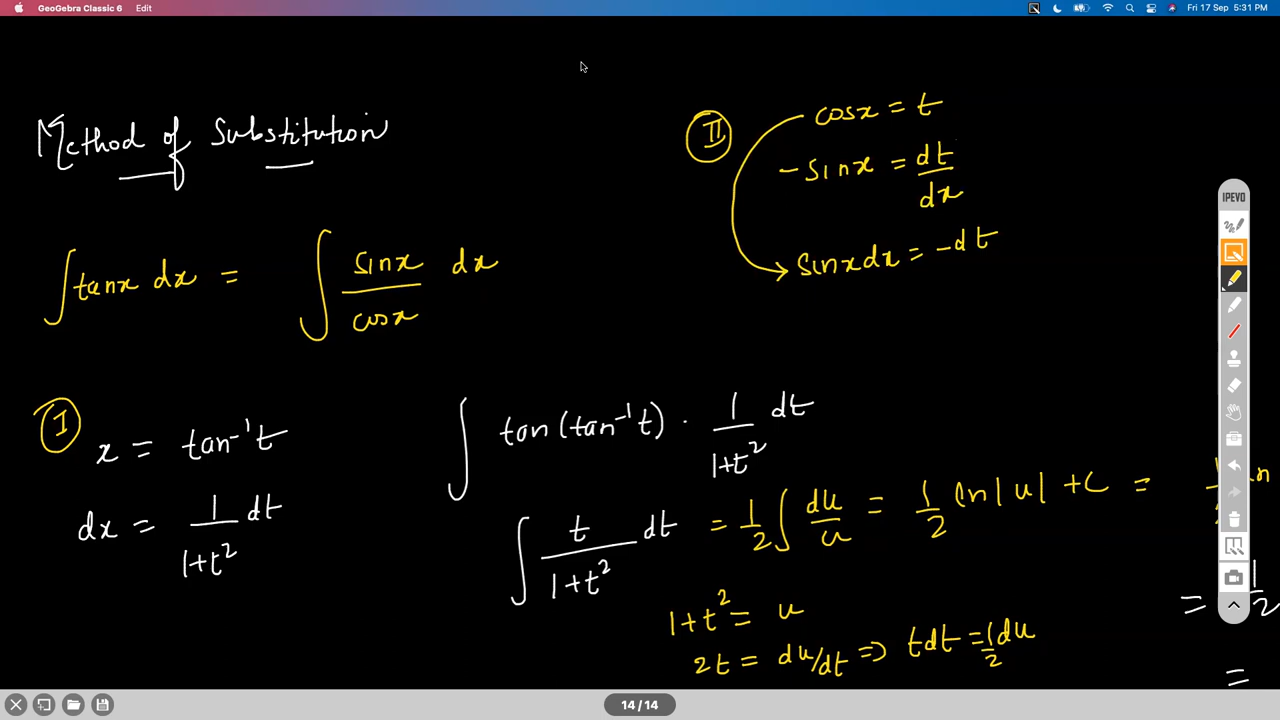 GeoGebra Classic 6 Edit
Fri 17 Sep 5:31 PM
Method of Substitution
∫tanx dx = ∫ sinx/cosx dx
II
cosx = t
-sinx = dt/dx
sinxdx = -dt
IPEVO
I
x = tan⁻¹t
dx = 1/1+t² dt
∫ tan(tan⁻¹t) · 1/1+t² dt
∫ t/1+t² dt = 1/2 ∫ du/u = 1/2 ln|u| + c =
1+t² = u
2t = du/dt ⇒ tdt = 1/2 du
= 1/2
=
14 / 14